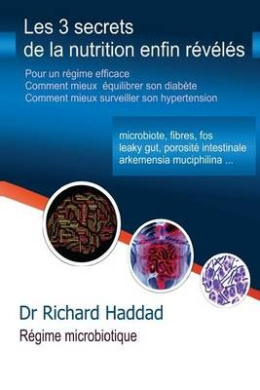 Les 3 secrets
de la nutrition enfin révélés
Pour un régime efficace
Comment mieux équilibrer son diabète
Comment mieux surveiller son hypertension
microbiote, fibres, fos
leaky gut, porosité intestinale
arkemensia muciphilina ...
Dr Richard Haddad
Régime microbiotique